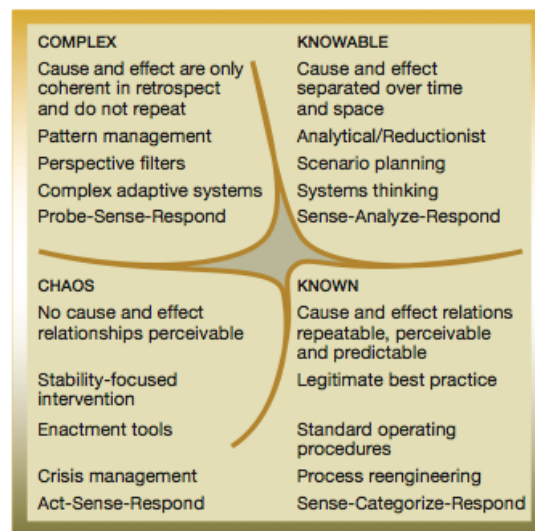 COMPLEX
Cause and effect are only
coherent in retrospect
and do not repeat
Pattern management
Perspective filters
Complex adaptive systems
Probe-Sense-Respond
KNOWABLE
Cause and effect
separated over time
and space
Analytical/Reductionist
Scenario planning
Systems thinking
Sense-Analyze-Respond
CHAOS
No cause and effect
relationships perceivable
Stability-focused
intervention
Enactment tools
Crisis management
Act-Sense-Respond
KNOWN
Cause and effect relations
repeatable, perceivable
and predictable
Legitimate best practice
Standard operating
procedures
Process reengineering
Sense-Categorize-Respond